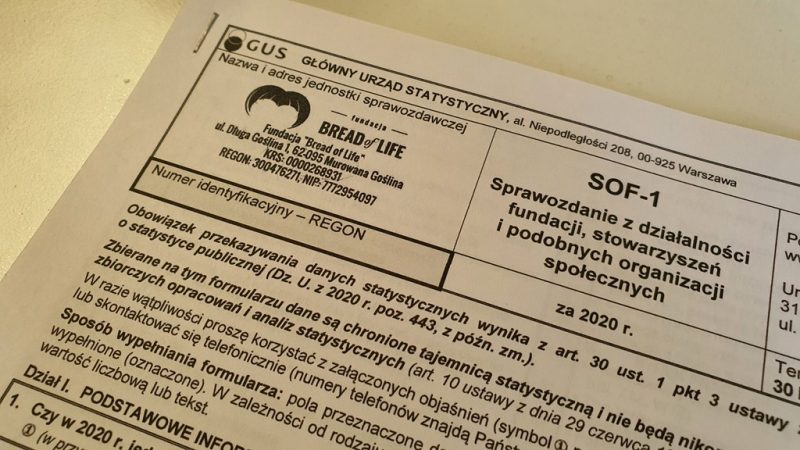 GUS GŁÓWNY URZĄD STATYSTYCZNY, al. Niepodległości 208, 00-925 Warszawa
Nazwa i adres jednostki sprawozdawczej
fundacja
BREAD of LIFE
Fundacja "Bread of Life"
ul. Długa Goślina 1, 62-095 Murowana Goślina
KRS: 0000268931
REGON: 300476271, NIP: 7772954097
Numer identyfikacyjny – REGON
SOF-1
Sprawozdanie z działalności
fundacji, stowarzyszeń
i podobnych organizacji
społecznych
za 2020 r.
Obowiązek przekazywania danych statystycznych wynika z art. 30 ust. 1 pkt 3 ustawy
o statystyce publicznej (Dz. U. z 2020 r. poz. 443, z późn. zm.).
Zbierane na tym formularzu dane są chronione tajemnicą statystyczną i nie będą
zbiorczych opracowań i analiz statystycznych (art. 10 ustawy z dnia 29 czerwca
W razie wątpliwości proszę korzystać z załączonych objaśnień (symbol ①
lub skontaktować się telefonicznie (numery telefonów znajdą
Sposób wypełniania formularza: pola przeznaczone
wypełnione (oznaczone). W zależności od
wartość liczbową lub tekst.
Dział I. PODSTAWOWE
1. Czy w 2020 r.
① (w